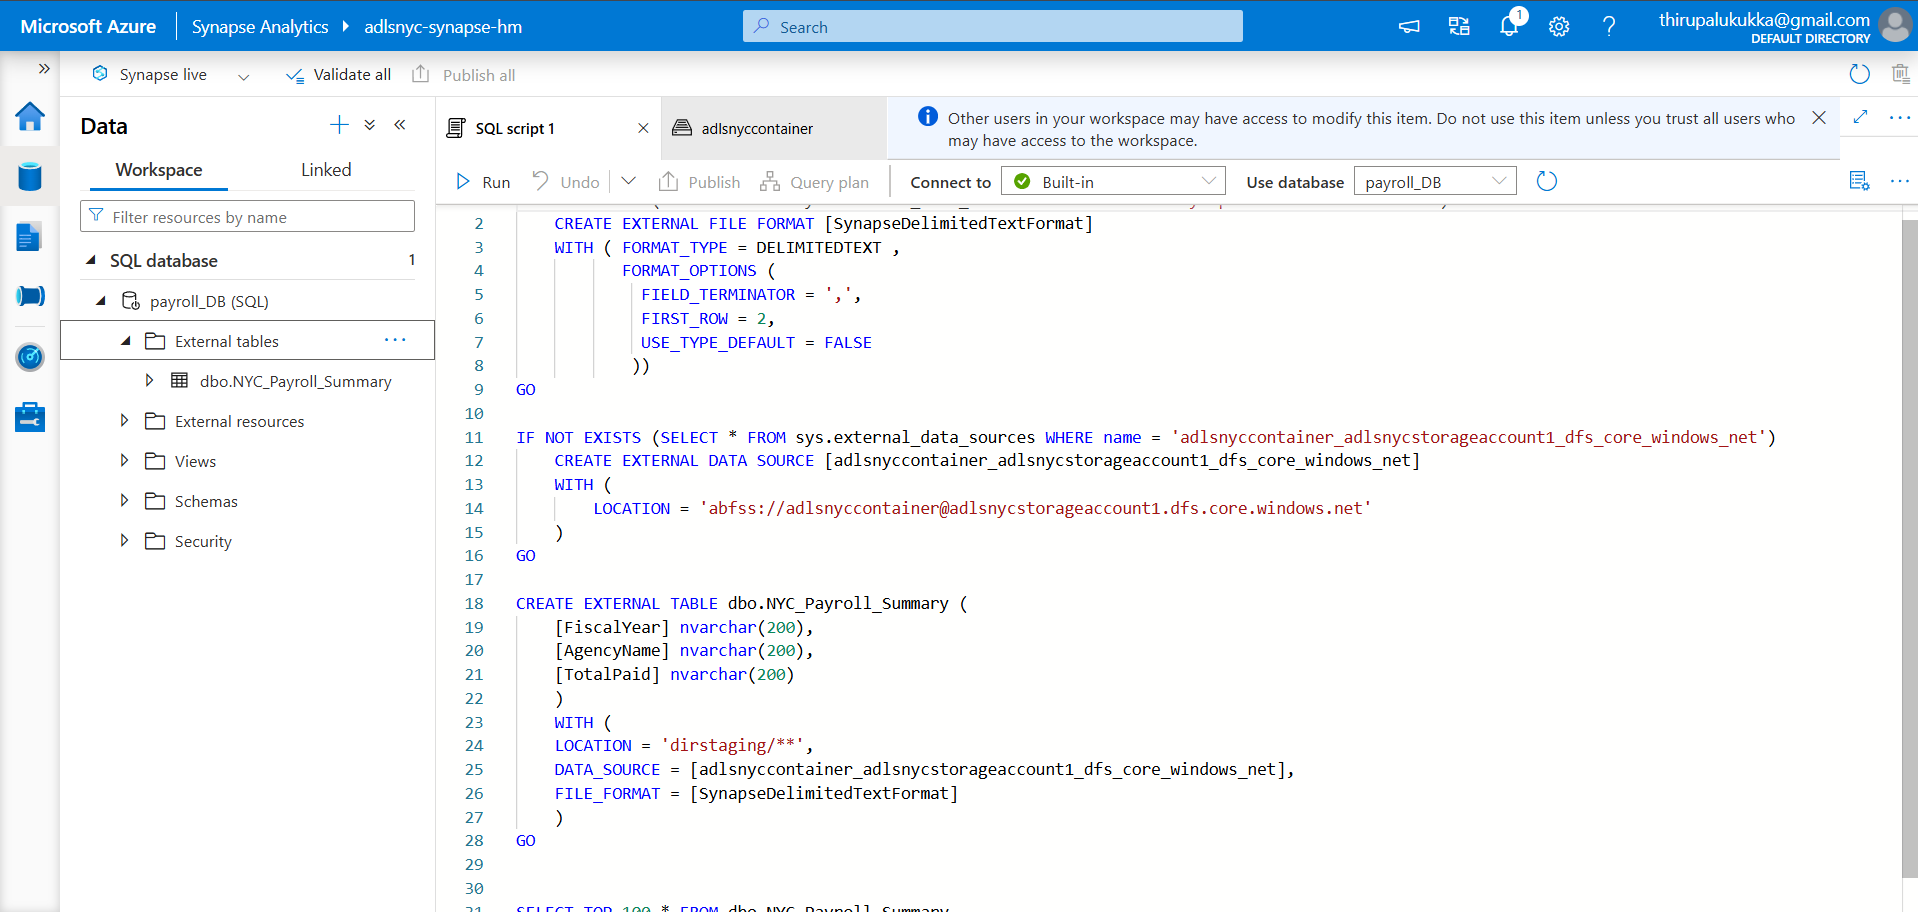 Microsoft Azure
Synapse Analytics
adlsnyc-synapse-hm
Search
1
thirupalukukka@gmail.com
DEFAULT DIRECTORY
Synapse live
Validate all
Publish all
Data
Workspace
Linked
Filter resources by name
SQL database
1
payroll_DB (SQL)
External tables
dbo.NYC_Payroll_Summary
External resources
Views
Schemas
Security
SQL script 1
adlsnyccontainer
Other users in your workspace may have access to modify this item. Do not use this item unless you trust all users who
may have access to the workspace.
Run
Undo
Publish
Query plan
Connect to
Built-in
Use database
payroll_DB
2 CREATE EXTERNAL FILE FORMAT [SynapseDelimitedTextFormat]
3 WITH ( FORMAT_TYPE = DELIMITEDTEXT ,
4 FORMAT_OPTIONS (
5 FIELD_TERMINATOR = ',',
6 FIRST_ROW = 2,
7 USE_TYPE_DEFAULT = FALSE
8 ))
9 GO
10
11 IF NOT EXISTS (SELECT * FROM sys.external_data_sources WHERE name = 'adlsnyccontainer_adlsnycstorageaccount1_dfs_core_windows_net')
12 CREATE EXTERNAL DATA SOURCE [adlsnyccontainer_adlsnycstorageaccount1_dfs_core_windows_net]
13 WITH (
14 LOCATION = 'abfss://adlsnyccontainer@adlsnycstorageaccount1.dfs.core.windows.net'
15 )
16 GO
17
18 CREATE EXTERNAL TABLE dbo.NYC_Payroll_Summary (
19 [FiscalYear] nvarchar(200),
20 [AgencyName] nvarchar(200),
21 [TotalPaid] nvarchar(200)
22 )
23 WITH (
24 LOCATION = 'dirstaging/**',
25 DATA_SOURCE = [adlsnyccontainer_adlsnycstorageaccount1_dfs_core_windows_net],
26 FILE_FORMAT = [SynapseDelimitedTextFormat]
27 )
28 GO
29
30
31 SELECT TOP 100 * FROM dbo.NYC_Payroll_Summary